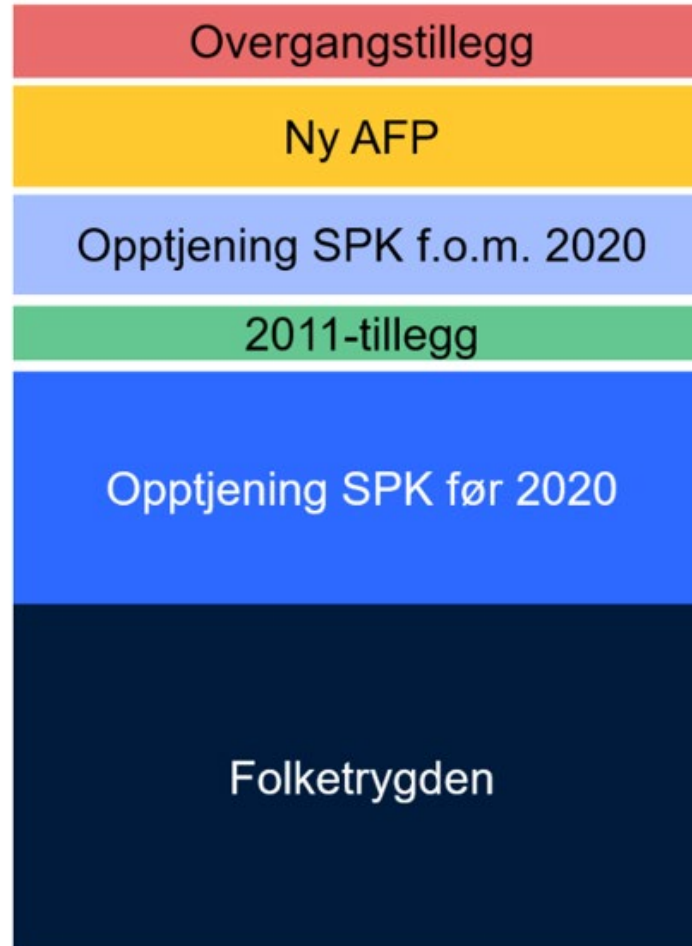 Overgangstillegg
Ny AFP
Opptjening SPK f.o.m. 2020
2011-tillegg
Opptjening SPK før 2020
Folketrygden